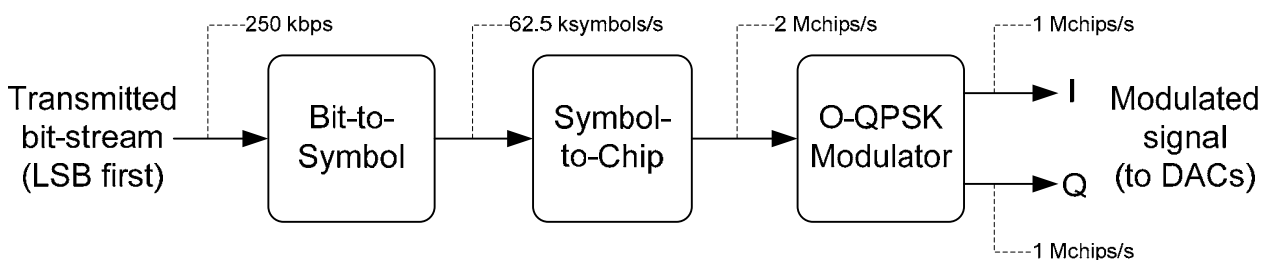 250 kbps
62.5 ksymbols/s
2 Mchips/s
1 Mchips/s
Transmitted
bit-stream
(LSB first)
Bit-to-
Symbol
Symbol-
to-Chip
O-QPSK
Modulator
I
Q
Modulated
signal
(to DACs)
1 Mchips/s